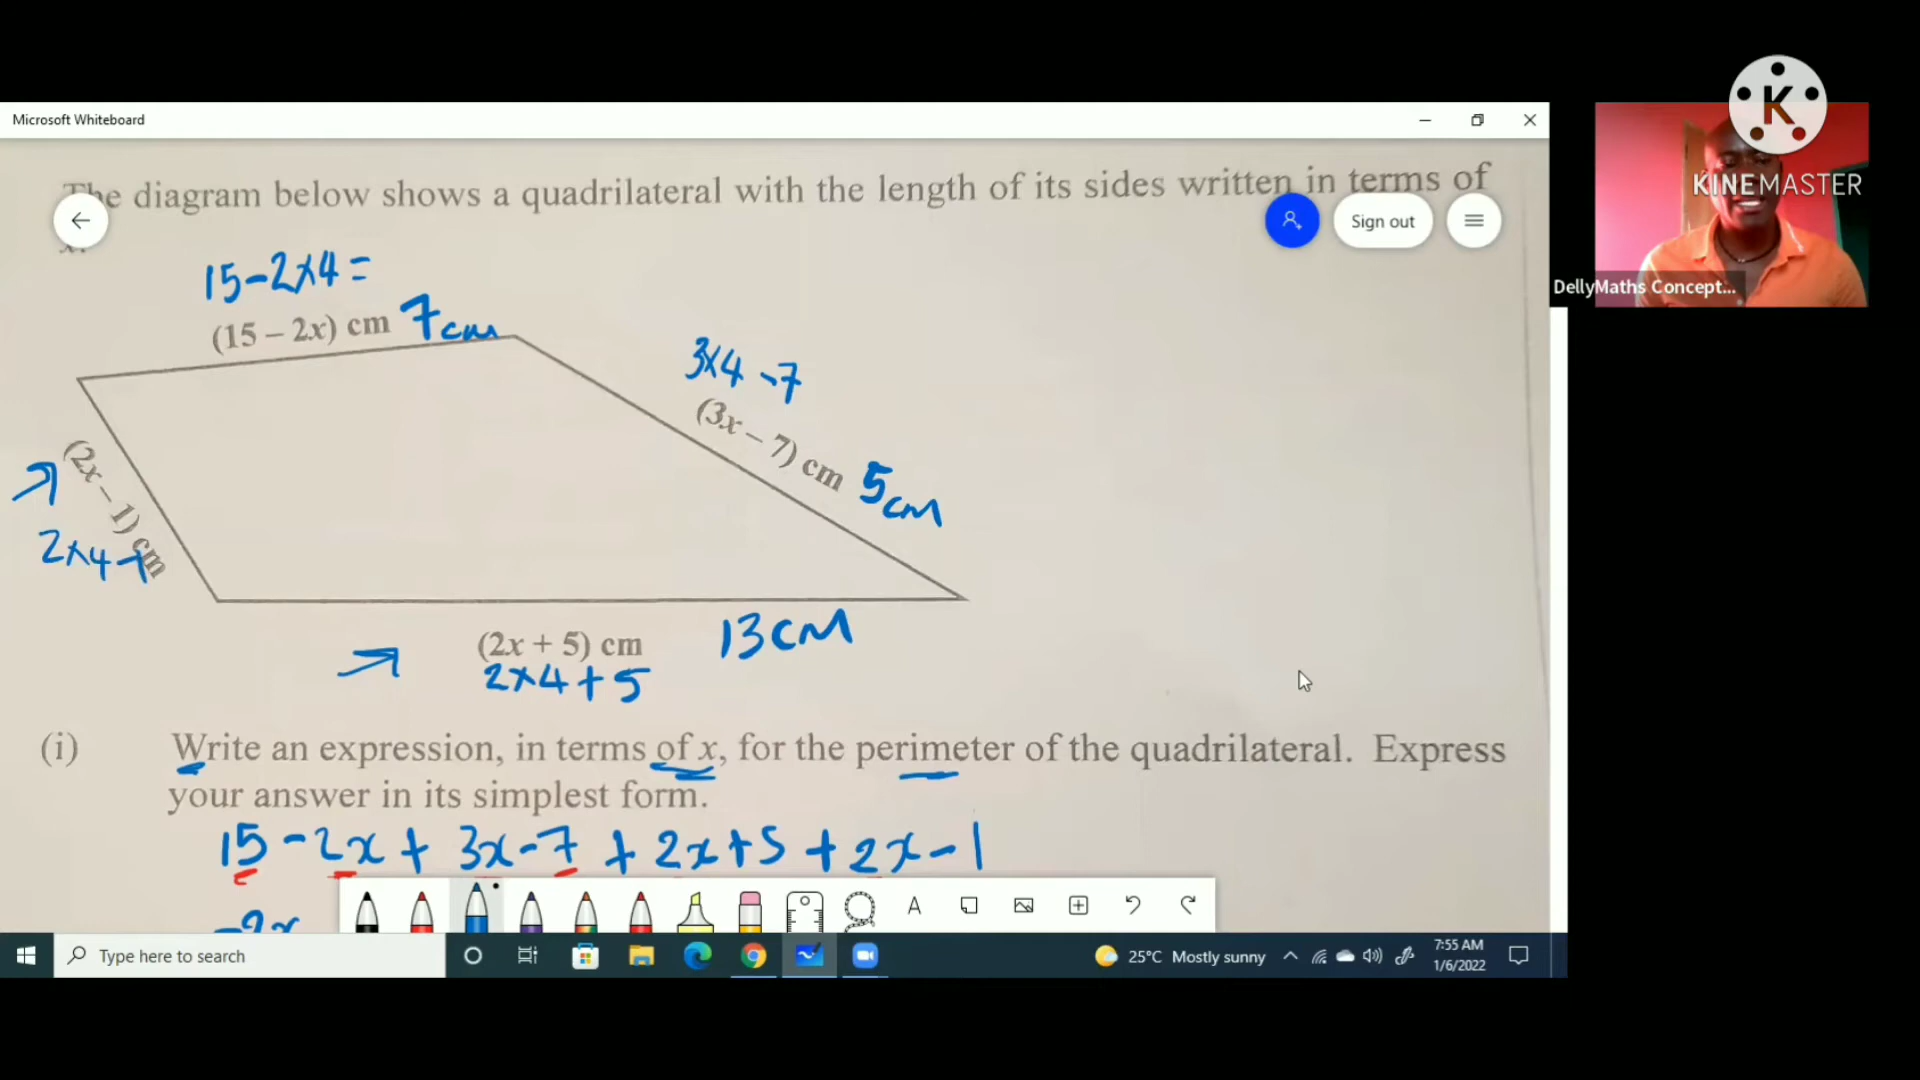 Microsoft Whiteboard
KINEMASTER
The diagram below shows a quadrilateral with the length of its sides written in terms of
x.
Sign out
DellyMaths Concept...
15-2x4=
(15 – 2x) cm 7cm
3x4 -7
(3x – 7) cm 5cm
(2x – 1) cm
2x4-1
13cm
(2x + 5) cm
2x4+5
(i) Write an expression, in terms of x, for the perimeter of the quadrilateral. Express
your answer in its simplest form.
15-2x + 3x-7 + 2x+5 + 2x-1
-2x
Type here to search
25°C Mostly sunny
7:55 AM
1/6/2022